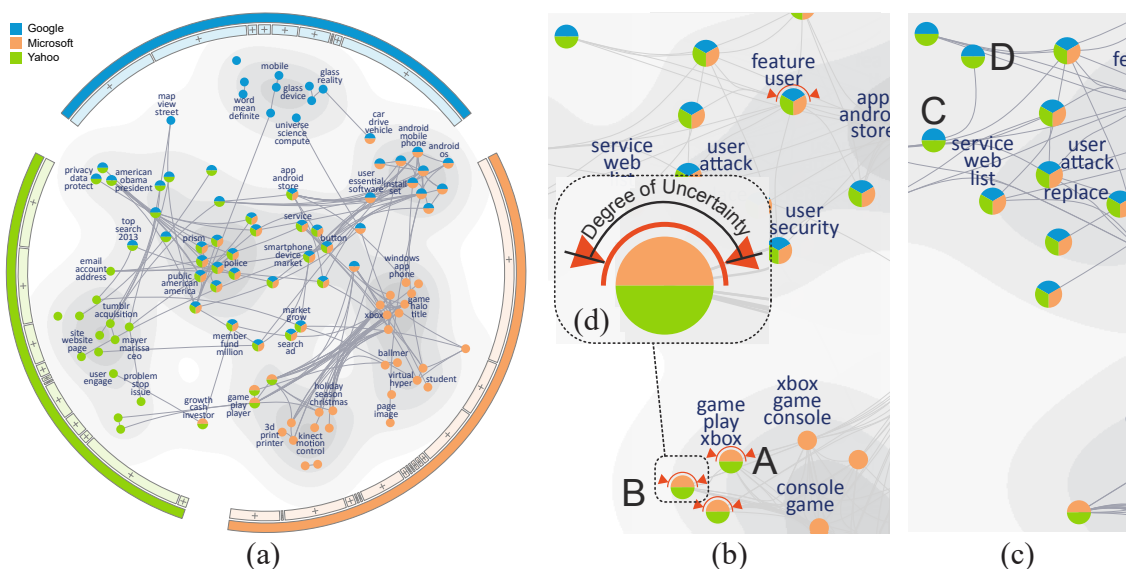 Google
Microsoft
Yahoo
mobile
glass
reality
glass
device
word
mean
definite
universe
science
compute
map
view
street
car
drive
vehicle
android
mobile
phone
android
os
privacy
data
protect
american
obama
president
app
android
store
user
essential
software
install
set
top
search
2013
prism
service
button
police
smartphone
device
market
email
account
address
public
american
america
windows
app
phone
tumblr
acquisition
market
grow
game
halo
title
xbox
site
website
page
mayer
marissa
ceo
member
fund
million
search
ad
ballmer
user
engage
problem
stop
issue
virtual
hyper
student
growth
cash
investor
game
play
player
holiday
season
christmas
page
image
3d
print
printer
kinect
motion
control
(a)
feature
user
app
android
store
service
web
list
user
attack
Degree of Uncertainty
user
security
(d)
xbox
game
console
game
play
xbox
A
B
console
game
(b)
D
C
fe
service
web
list
user
attack
replace
(c)